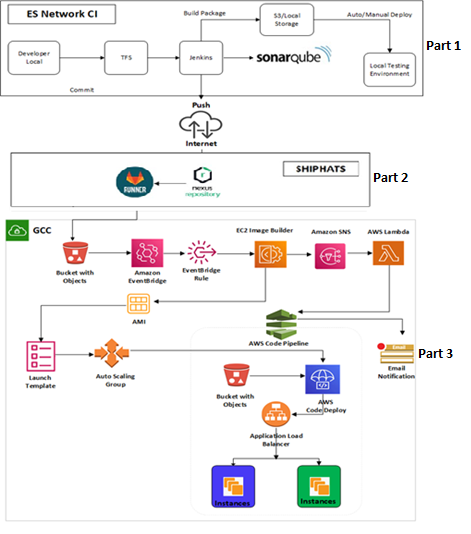 ES Network CI
Build Package
S3/Local
Storage
Auto/Manual Deploy
Part 1
Developer
Local
TFS
Jenkins
sonarqube
Local Testing
Environment
Commit
Push
Internet
SHIPHATS
Part 2
RUNNER
nexus
repository
GCC
Bucket with
Objects
Amazon
EventBridge
EventBridge
Rule
EC2 Image Builder
Amazon SNS
AWS Lambda
AMI
Launch
Template
Auto Scaling
Group
AWS Code Pipeline
Email
Email
Notification
Part 3
Bucket with
Objects
AWS
Code Deploy
Application Load
Balancer
Instances
Instances